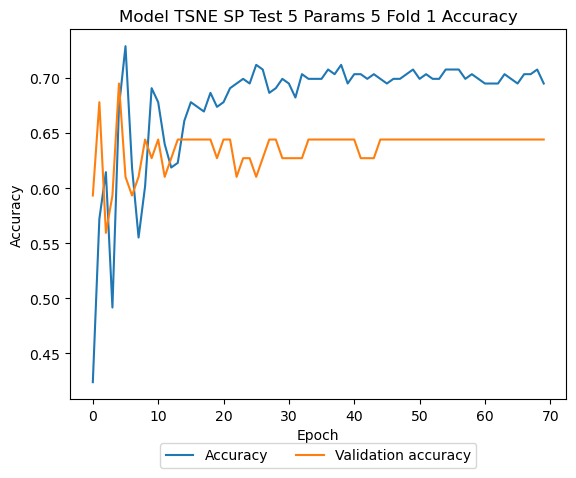 Model TSNE SP Test 5 Params 5 Fold 1 Accuracy
Accuracy
0.70
0.65
0.60
0.55
0.50
0.45
0 10 20 30 40 50 60 70
Epoch
Accuracy Validation accuracy